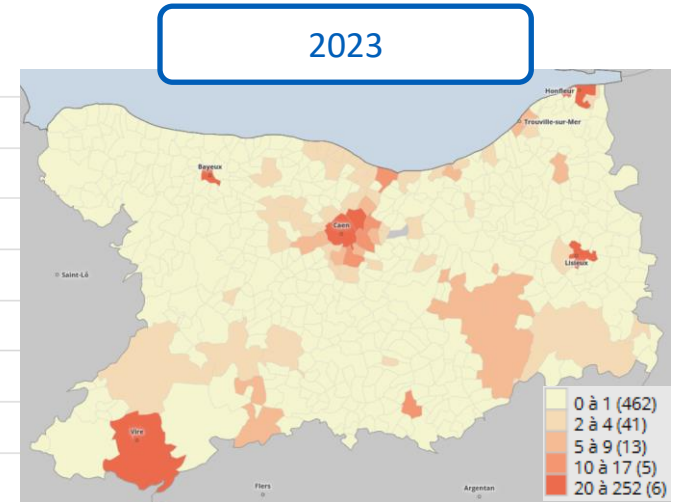 2023
Honfleur
Trouville-sur-Mer
Bayeux
Caen
Lisieux
Saint-Lô
Vire
Flers
Argentan
0 à 1 (462)
2 à 4 (41)
5 à 9 (13)
10 à 17 (5)
20 à 252 (6)